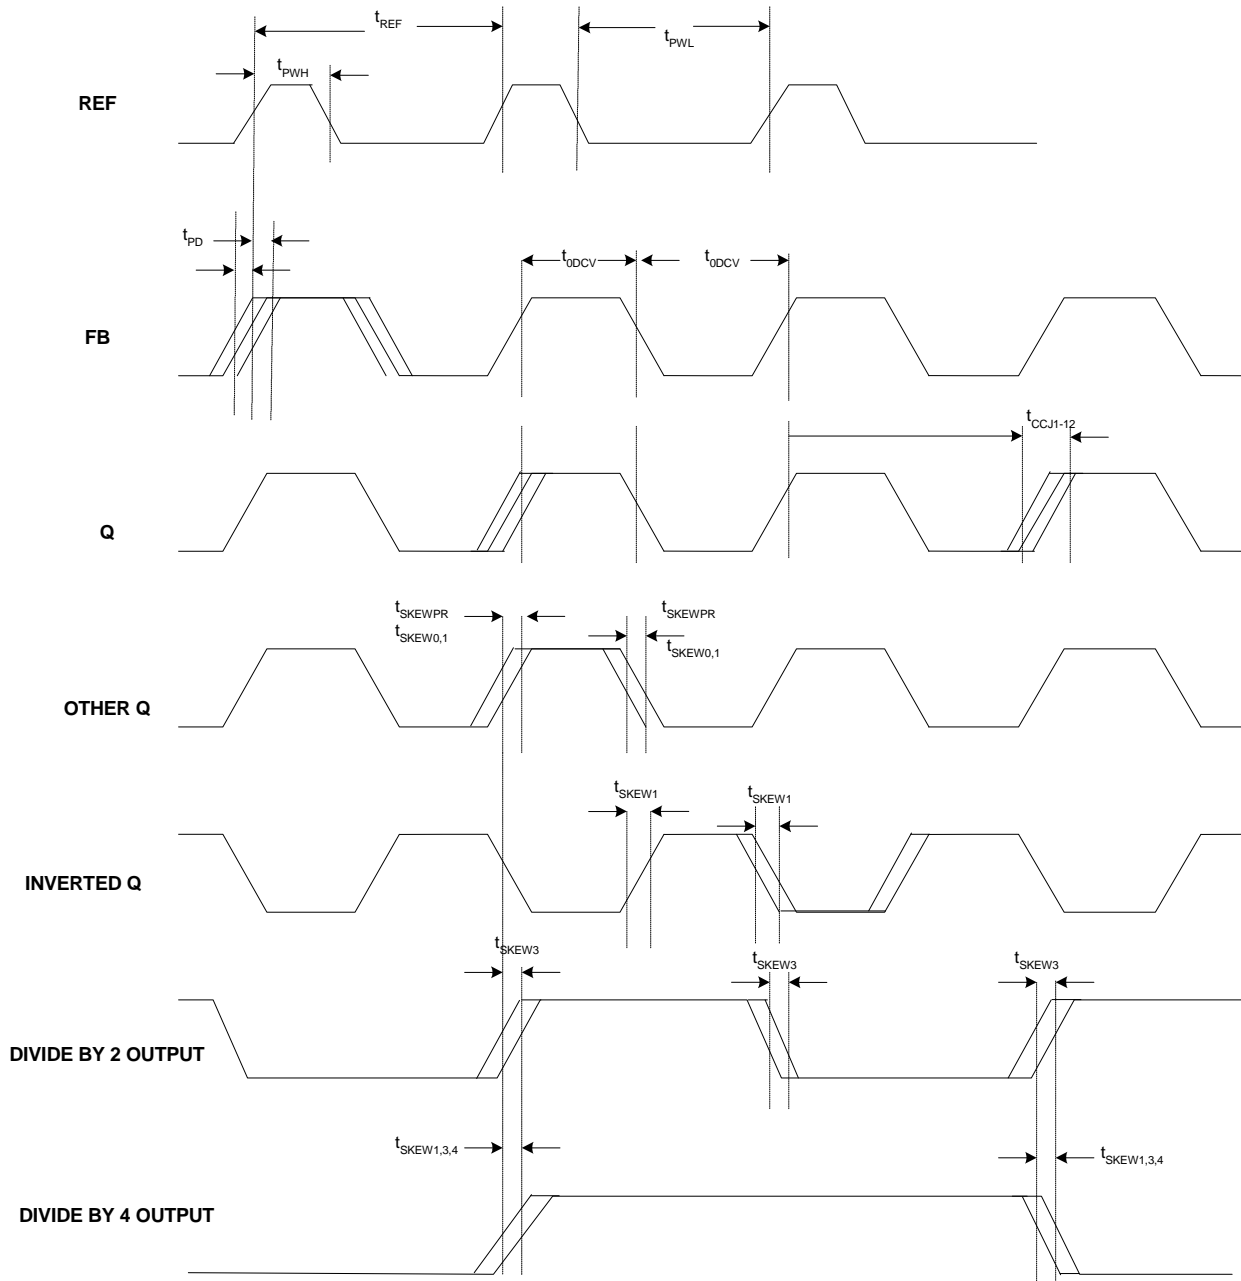 tREF
tPWL
tPWH
REF
tPD
t0DCV
t0DCV
FB
tCCJ1-12
Q
tSKEWPR
tSKEW0,1
tSKEWPR
tSKEW0,1
OTHER Q
tSKEW1
tSKEW1
INVERTED Q
tSKEW3
tSKEW3
tSKEW3
DIVIDE BY 2 OUTPUT
tSKEW1,3,4
tSKEW1,3,4
DIVIDE BY 4 OUTPUT